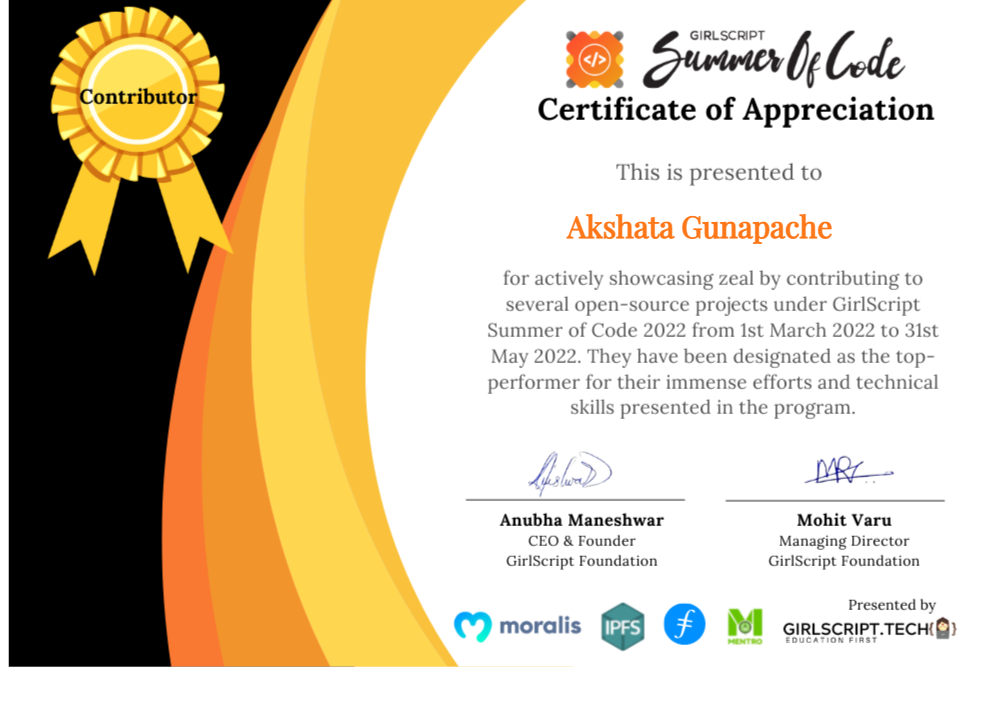 Contributor
GIRLSCRIPT
Summer Of Code
</>
Certificate of Appreciation
This is presented to
Akshata Gunapache
for actively showcasing zeal by contributing to
several open-source projects under GirlScript
Summer of Code 2022 from 1st March 2022 to 31st
May 2022. They have been designated as the top-
performer for their immense efforts and technical
skills presented in the program.
Anubha Maneshwar
CEO & Founder
GirlScript Foundation
Mohit Varu
Managing Director
GirlScript Foundation
Presented by
moralis
IPFS
MENTRO
GIRLSCRIPT.TECH{ }
EDUCATION FIRST